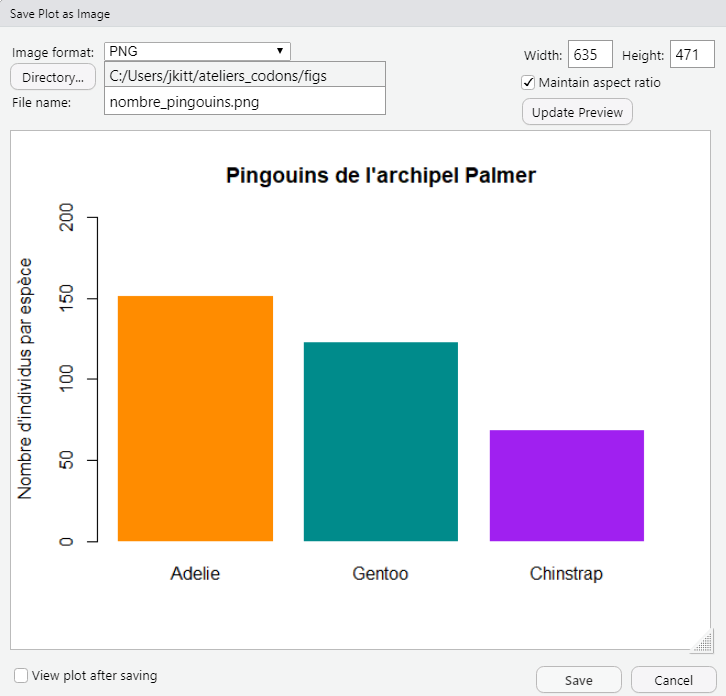 Save Plot as Image
Image format: PNG
Width: 635 Height: 471
Directory... C:/Users/jkitt/ateliers_codons/figs
Maintain aspect ratio
File name: nombre_pingouins.png
Update Preview
Pingouins de l'archipel Palmer
Nombre d'individus par espèce
200
150
100
50
0
Adelie Gentoo Chinstrap
View plot after saving
Save Cancel